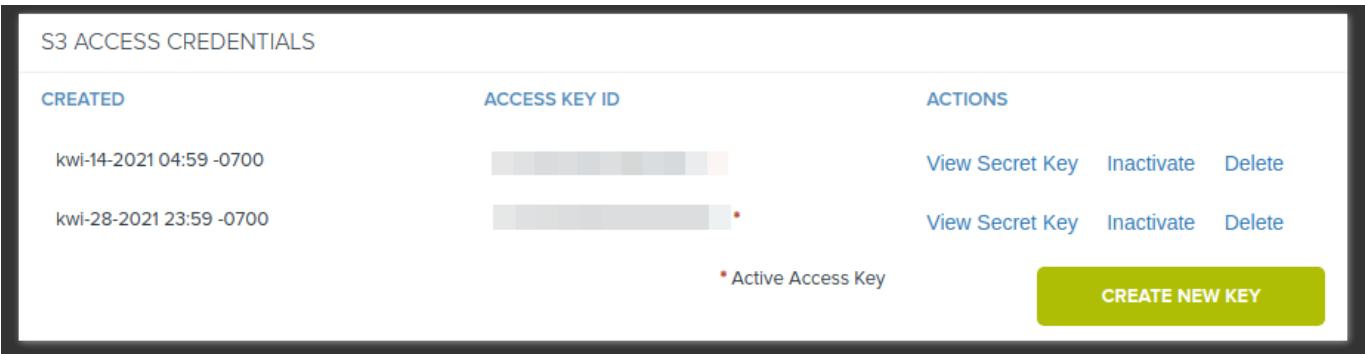 S3 ACCESS CREDENTIALS
CREATED ACCESS KEY ID ACTIONS
kwi-14-2021 04:59 -0700 View Secret Key Inactivate Delete
kwi-28-2021 23:59 -0700 * View Secret Key Inactivate Delete
* Active Access Key
CREATE NEW KEY